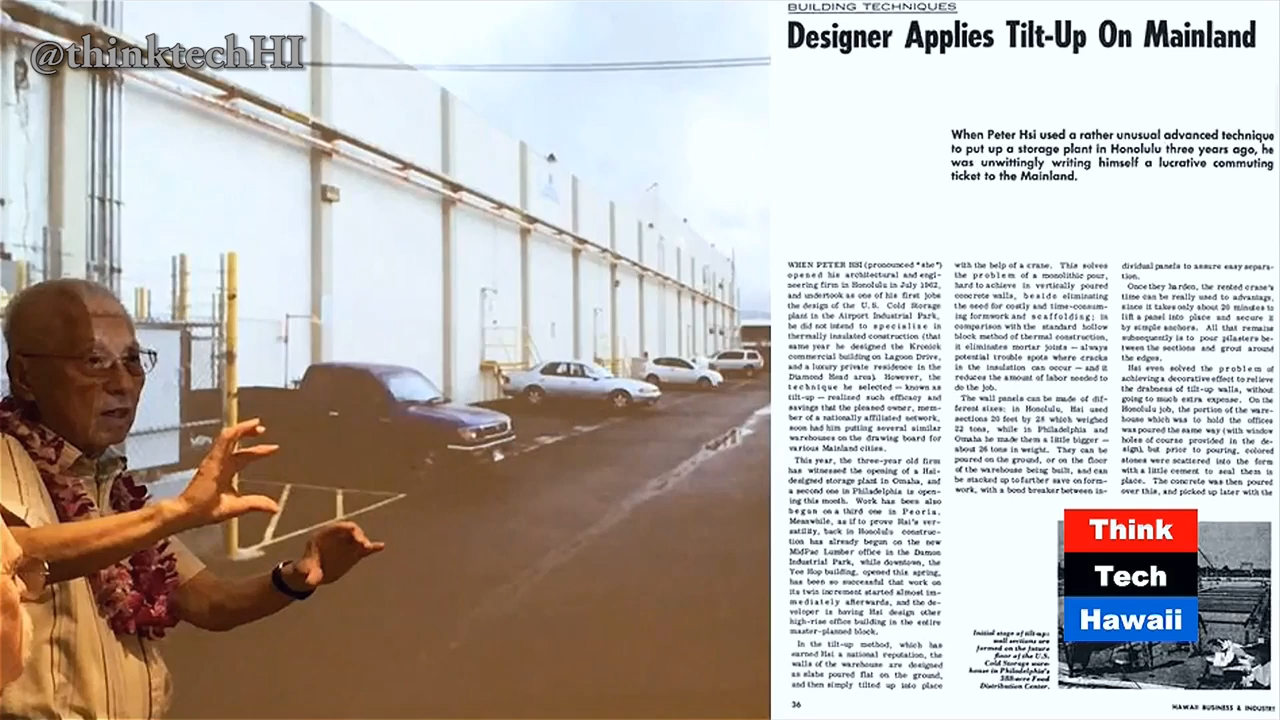 @thinktechHI
BUILDING TECHNIQUES
Designer Applies Tilt-Up On Mainland
When Peter Hsi used a rather unusual advanced technique
to put up a storage plant in Honolulu three years ago, he
was unwittingly writing himself a lucrative commuting
ticket to the Mainland.
WHEN PETER HSI (pronounced "she")
opened his architectural and engi-
neering firm in Honolulu in July 1962,
and undertook as one of his first jobs
the design of the U.S. Cold Storage
plant in the Airport Industrial Park,
he did not intend to specialize in
thermally insulated construction (that
same year he designed the Kronick
commercial building on Lagoon Drive,
and a luxury private residence in the
Diamond Head area). However, the
technique he selected — known as
tilt-up — realized such efficacy and
savings that the pleased owner, mem-
ber of a nationally affiliated network,
soon had him putting several similar
warehouses on the drawing board for
various Mainland cities.
This year, the three-year old firm
has witnessed the opening of a Hsi-
designed storage plant in Omaha, and
a second one in Philadelphia is open-
ing this month. Work has been also
begun on a third one in Peoria.
Meanwhile, as if to prove Hsi's ver-
satility, back in Honolulu construc-
tion has already begun on the new
MidPac Lumber office in the Damon
Industrial Park, while downtown, the
Yee Hop building, opened this spring,
has been so successful that work on
its twin increment started almost im-
mediately afterwards, and the de-
veloper is having Hsi design other
high-rise office building in the entire
master-planned block.
In the tilt-up method, which has
earned Hsi a national reputation, the
walls of the warehouse are designed
as slabs poured flat on the ground,
and then simply tilted up into place
with the help of a crane. This solves
the problem of a monolithic pour,
hard to achieve in vertically poured
concrete walls, beside eliminating
the need for costly and time-consum-
ing formwork and scaffolding; in
comparison with the standard hollow
block method of thermal construction,
it eliminates mortar joints — always
potential trouble spots where cracks
in the insulation can occur — and it
reduces the amount of labor needed to
do the job.
The wall panels can be made of dif-
ferent sizes: in Honolulu, Hsi used
sections 20 feet by 28 which weighed
22 tons, while in Philadelphia and
Omaha he made them a little bigger —
about 26 tons in weight. They can be
poured on the ground, or on the floor
of the warehouse being built, and can
be stacked up to further save on form-
work, with a bond breaker between in-
dividual panels to assure easy separa-
tion.
Once they harden, the rented crane's
time can be really used to advantage,
since it takes only about 20 minutes to
lift a panel into place and secure it
by simple anchors. All that remains
subsequently is to pour pilasters be-
tween the sections and grout around
the edges.
Hsi even solved the problem of
achieving a decorative effect to relieve
the drabness of tilt-up walls, without
going to much extra expense. On the
Honolulu job, the portion of the ware-
house which was to hold the offices
was poured the same way (with window
holes of course provided in the de-
sign), but prior to pouring, colored
stones were scattered into the form
with a little cement to seal them in
place. The concrete was then poured
over this, and picked up later with the
Initial stage of tilt-up:
wall sections are
formed on the future
floor of the U.S.
Cold Storage ware-
house in Philadelphia's
388-acre Food
Distribution Center.
Think
Tech
Hawaii
36
HAWAII BUSINESS & INDUSTRY